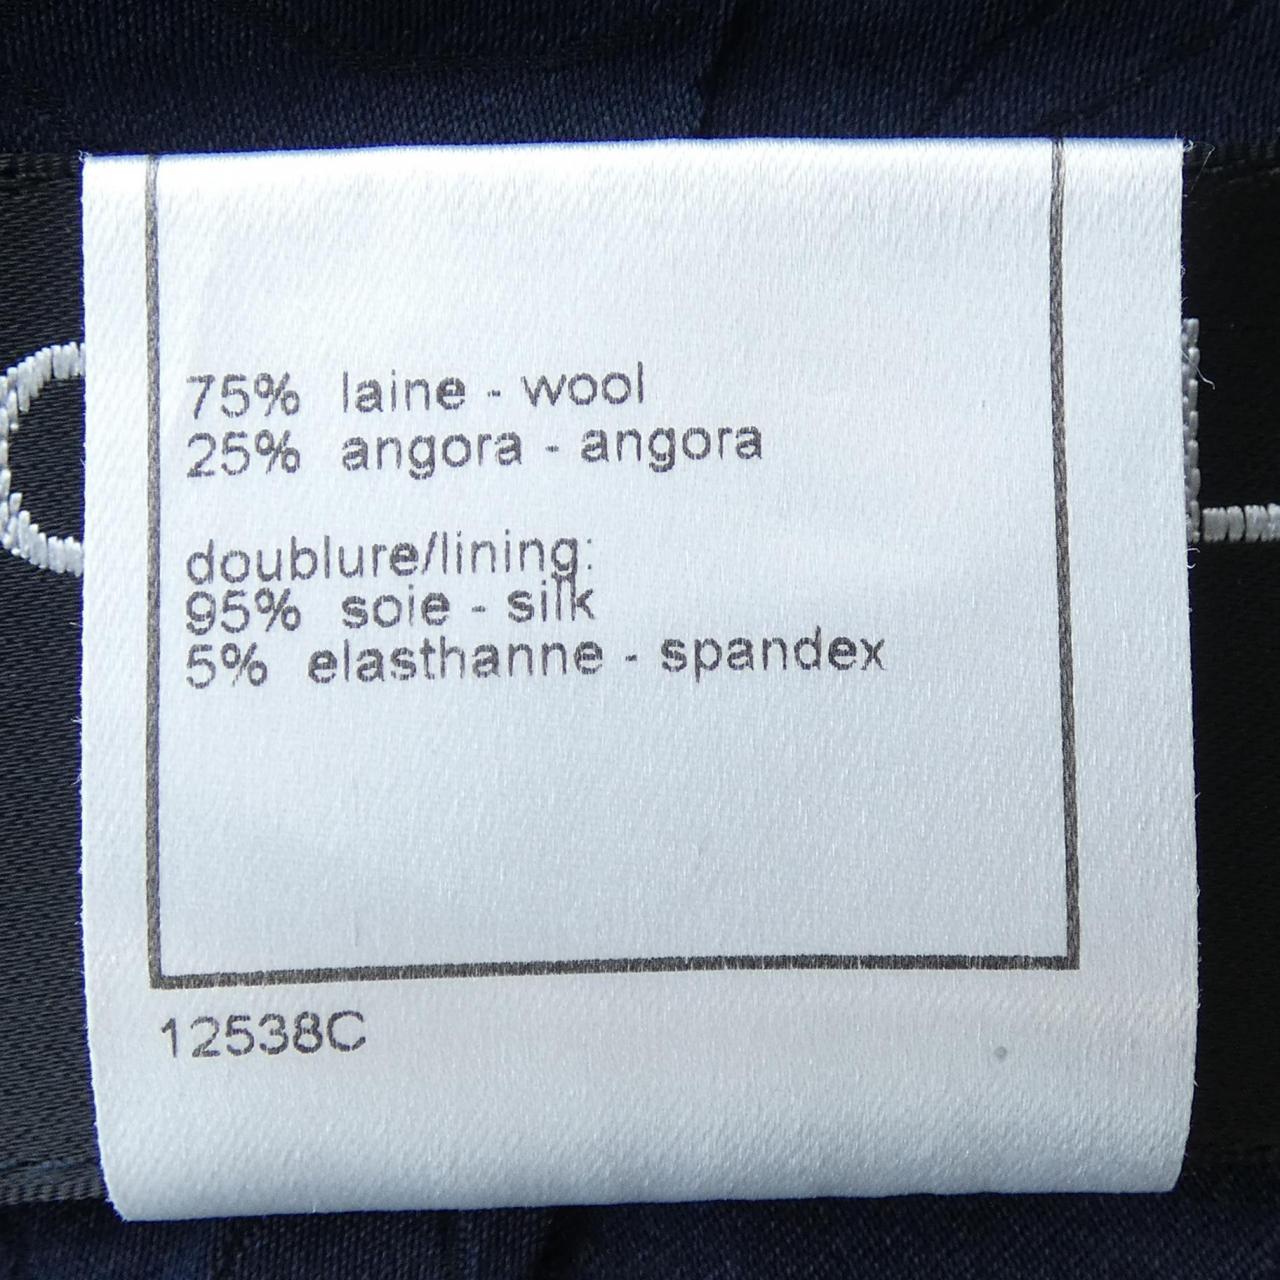 75% laine - wool
25% angora - angora
doublure/lining:
95% soie - silk
5% elasthanne - spandex
12538C